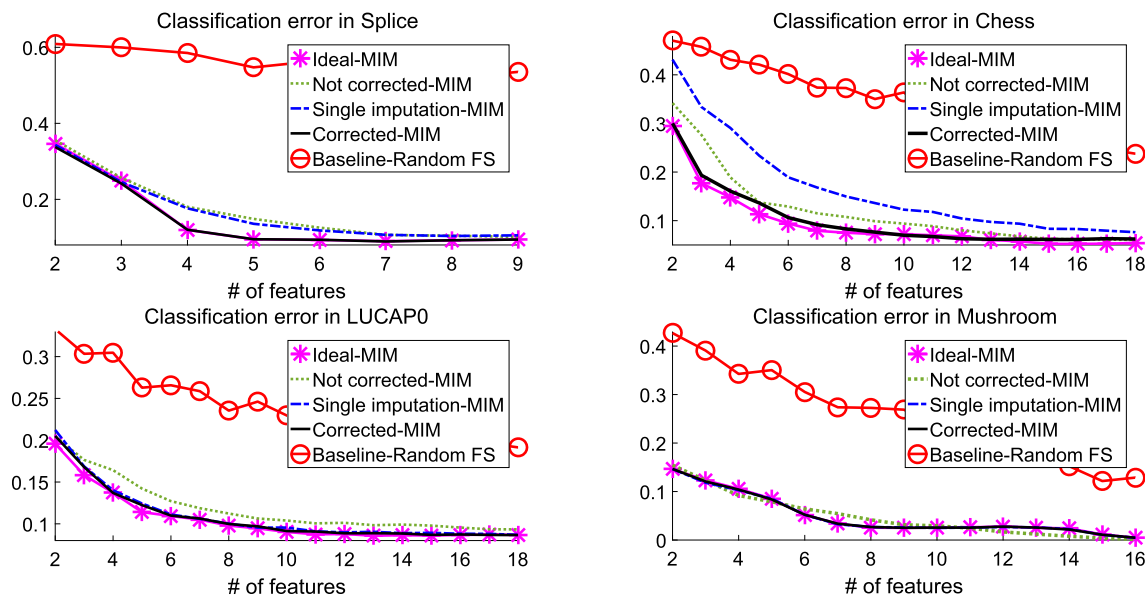 Classification error in Splice
0.6
0.4
0.2
2 3 4 5 6 7 8 9
# of features
Ideal-MIM
Not corrected-MIM
Single imputation-MIM
Corrected-MIM
Baseline-Random FS
Classification error in Chess
0.4
0.3
0.2
0.1
2 4 6 8 10 12 14 16 18
# of features
Ideal-MIM
Not corrected-MIM
Single imputation-MIM
Corrected-MIM
Baseline-Random FS
Classification error in LUCAP0
0.3
0.25
0.2
0.15
0.1
2 4 6 8 10 12 14 16 18
# of features
Ideal-MIM
Not corrected-MIM
Single imputation-MIM
Corrected-MIM
Baseline-Random FS
Classification error in Mushroom
0.4
0.3
0.2
0.1
0
2 4 6 8 10 12 14 16
# of features
Ideal-MIM
Not corrected-MIM
Single imputation-MIM
Corrected-MIM
Baseline-Random FS